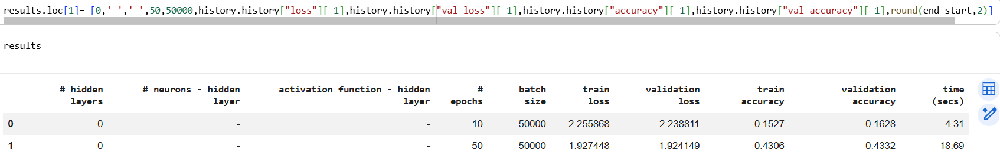 results.loc[1]= [0,'-','-',50,50000,history.history["loss"][-1],history.history["val_loss"][-1],history.history["accuracy"][-1],history.history["val_accuracy"][-1],round(end-start,2)]
results
# hidden layers # neurons - hidden layer activation function - hidden layer # epochs batch size train loss validation loss train accuracy validation accuracy time (secs)
0 0 - - 10 50000 2.255868 2.238811 0.1527 0.1628 4.31
1 0 - - 50 50000 1.927448 1.924149 0.4306 0.4332 18.69